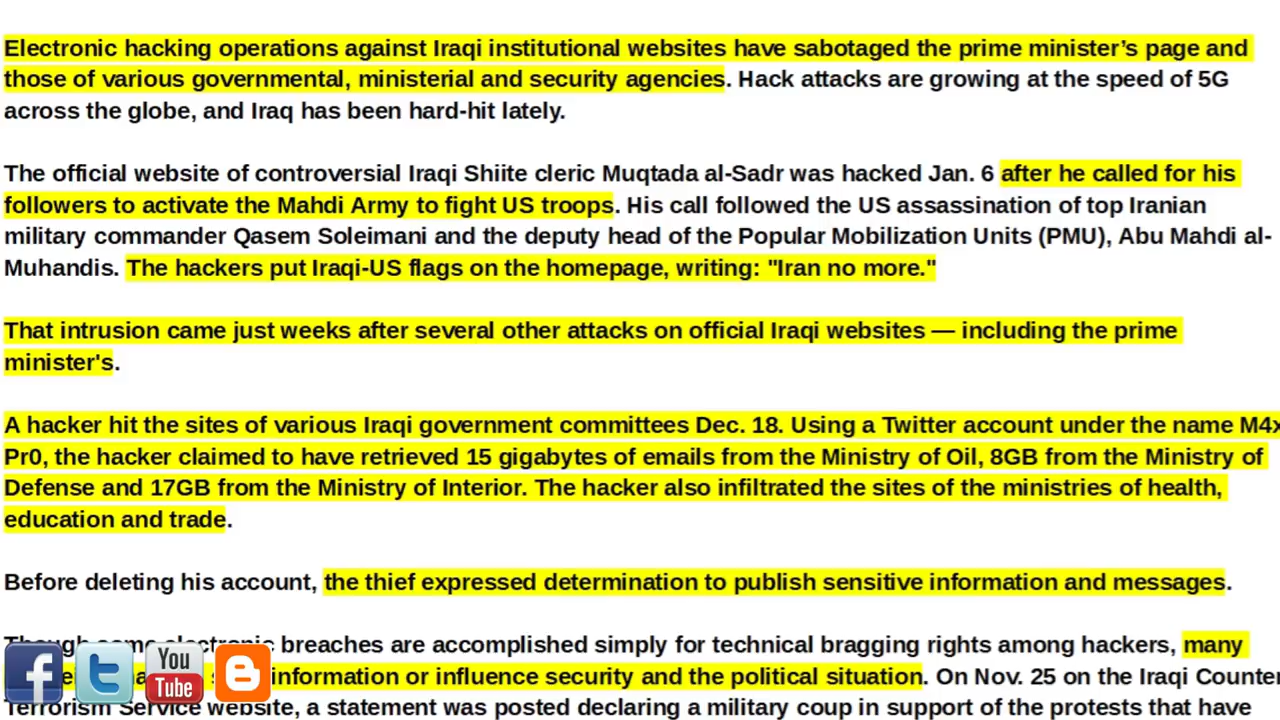 Electronic hacking operations against Iraqi institutional websites have sabotaged the prime minister’s page and
those of various governmental, ministerial and security agencies. Hack attacks are growing at the speed of 5G
across the globe, and Iraq has been hard-hit lately.
The official website of controversial Iraqi Shiite cleric Muqtada al-Sadr was hacked Jan. 6 after he called for his
followers to activate the Mahdi Army to fight US troops. His call followed the US assassination of top Iranian
military commander Qasem Soleimani and the deputy head of the Popular Mobilization Units (PMU), Abu Mahdi al-
Muhandis. The hackers put Iraqi-US flags on the homepage, writing: "Iran no more."
That intrusion came just weeks after several other attacks on official Iraqi websites — including the prime
minister's.
A hacker hit the sites of various Iraqi government committees Dec. 18. Using a Twitter account under the name M4x
Pr0, the hacker claimed to have retrieved 15 gigabytes of emails from the Ministry of Oil, 8GB from the Ministry of
Defense and 17GB from the Ministry of Interior. The hacker also infiltrated the sites of the ministries of health,
education and trade.
Before deleting his account, the thief expressed determination to publish sensitive information and messages.
Though some electronic breaches are accomplished simply for technical bragging rights among hackers, many
information or influence security and the political situation. On Nov. 25 on the Iraqi Counter
Terrorism Service website, a statement was posted declaring a military coup in support of the protests that have
f
t
You
Tube